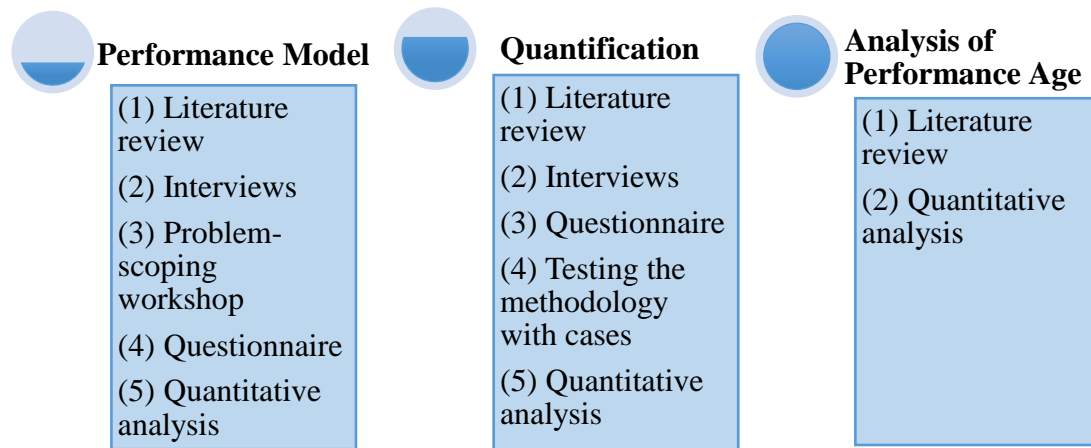 Performance Model
(1) Literature
review
(2) Interviews
(3) Problem-
scoping
workshop
(4) Questionnaire
(5) Quantitative
analysis
Quantification
(1) Literature
review
(2) Interviews
(3) Questionnaire
(4) Testing the
methodology
with cases
(5) Quantitative
analysis
Analysis of
Performance Age
(1) Literature
review
(2) Quantitative
analysis